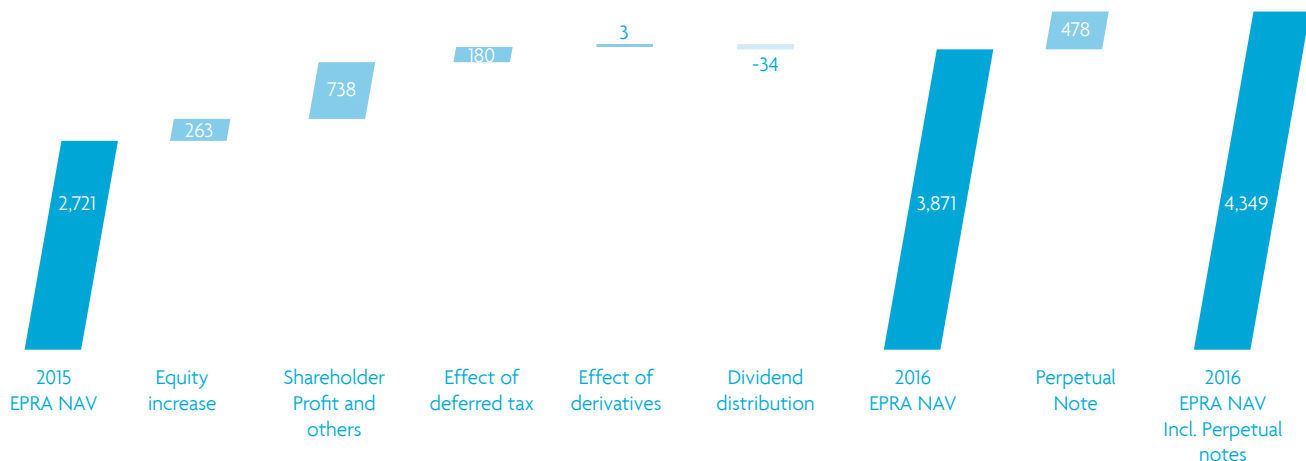 2,721
263
738
180
3
-34
3,871
478
4,349
2015
EPRA NAV
Equity
increase
Shareholder
Profit and
others
Effect of
deferred tax
Effect of
derivatives
Dividend
distribution
2016
EPRA NAV
Perpetual
Note
2016
EPRA NAV
Incl. Perpetual
notes